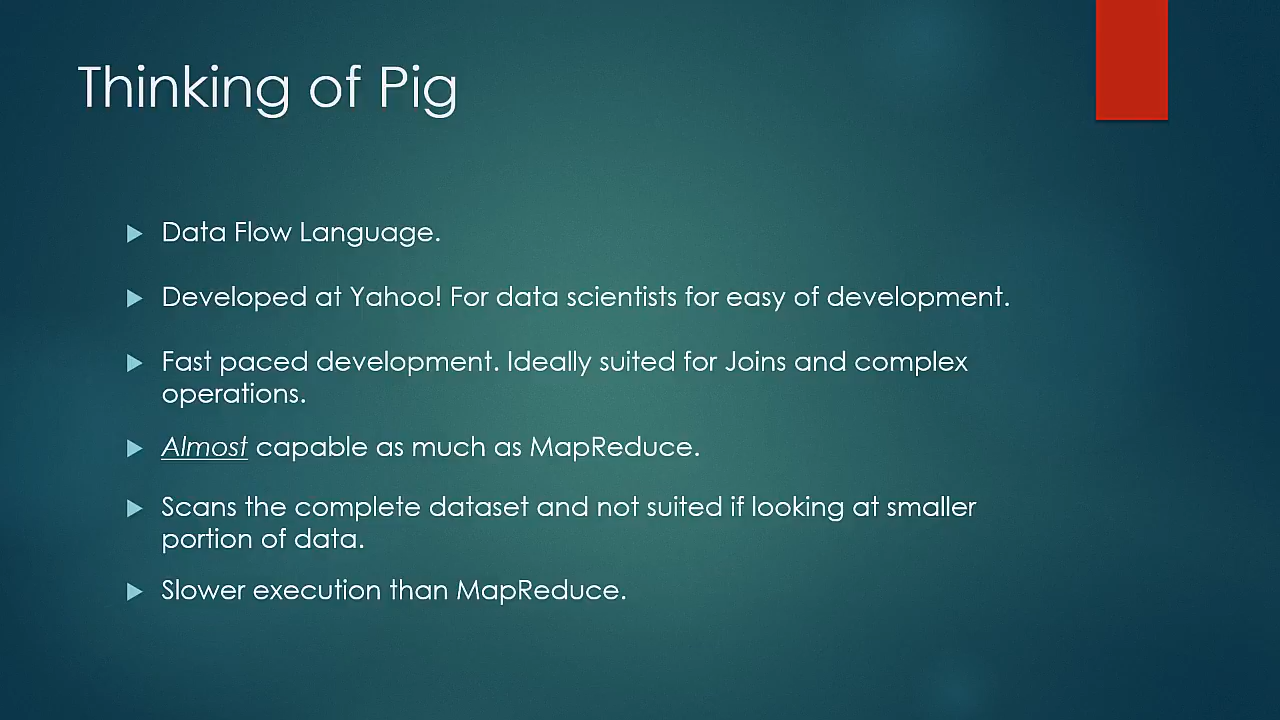 Thinking of Pig
Data Flow Language.
Developed at Yahoo! For data scientists for easy of development.
Fast paced development. Ideally suited for Joins and complex
operations.
Almost capable as much as MapReduce.
Scans the complete dataset and not suited if looking at smaller
portion of data.
Slower execution than MapReduce.